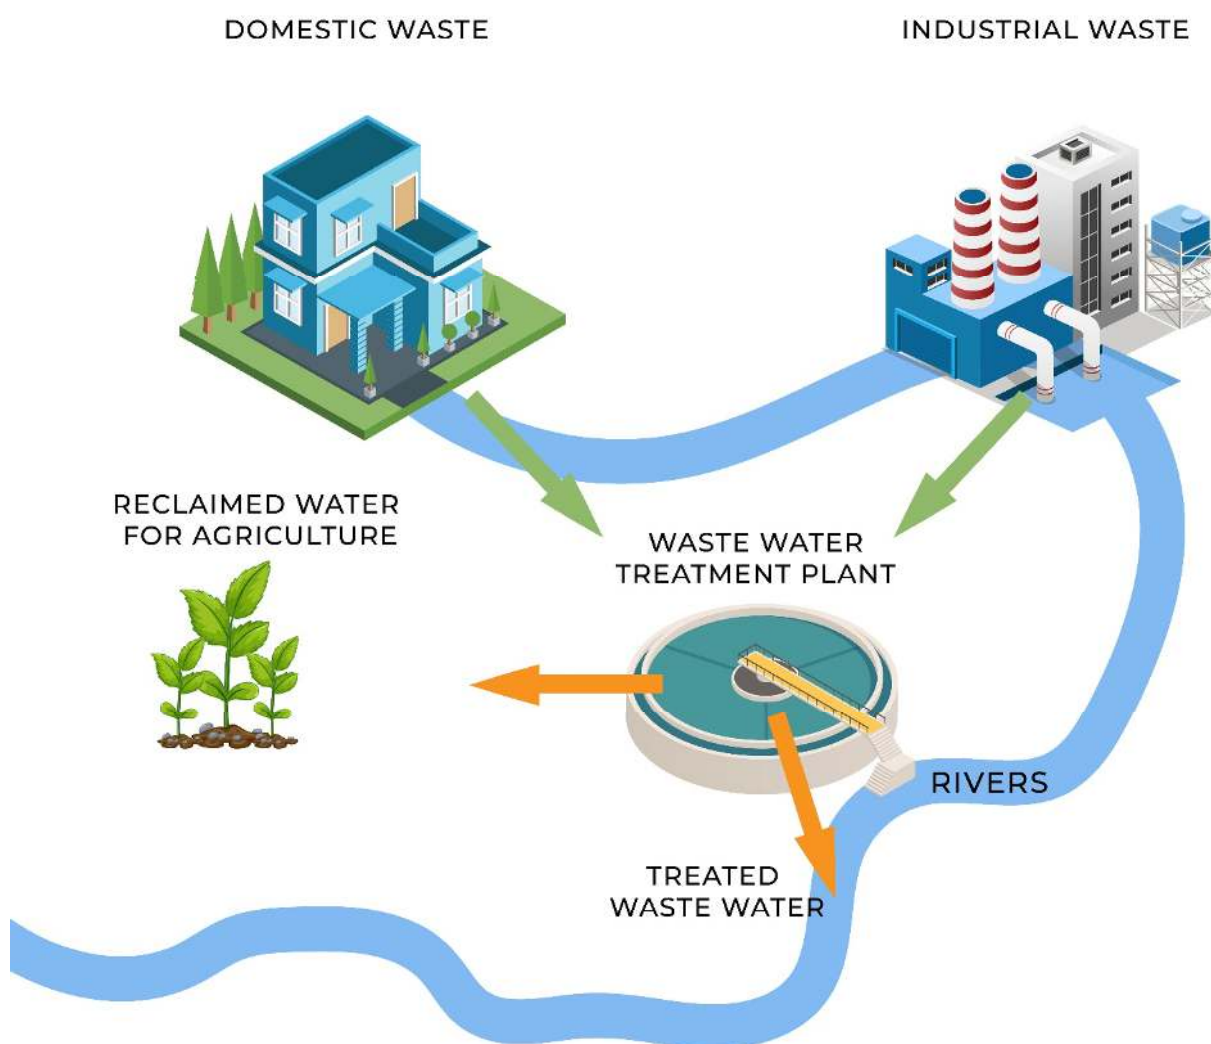 DOMESTIC WASTE
INDUSTRIAL WASTE
RECLAIMED WATER
FOR AGRICULTURE
WASTE WATER
TREATMENT PLANT
RIVERS
TREATED
WASTE WATER